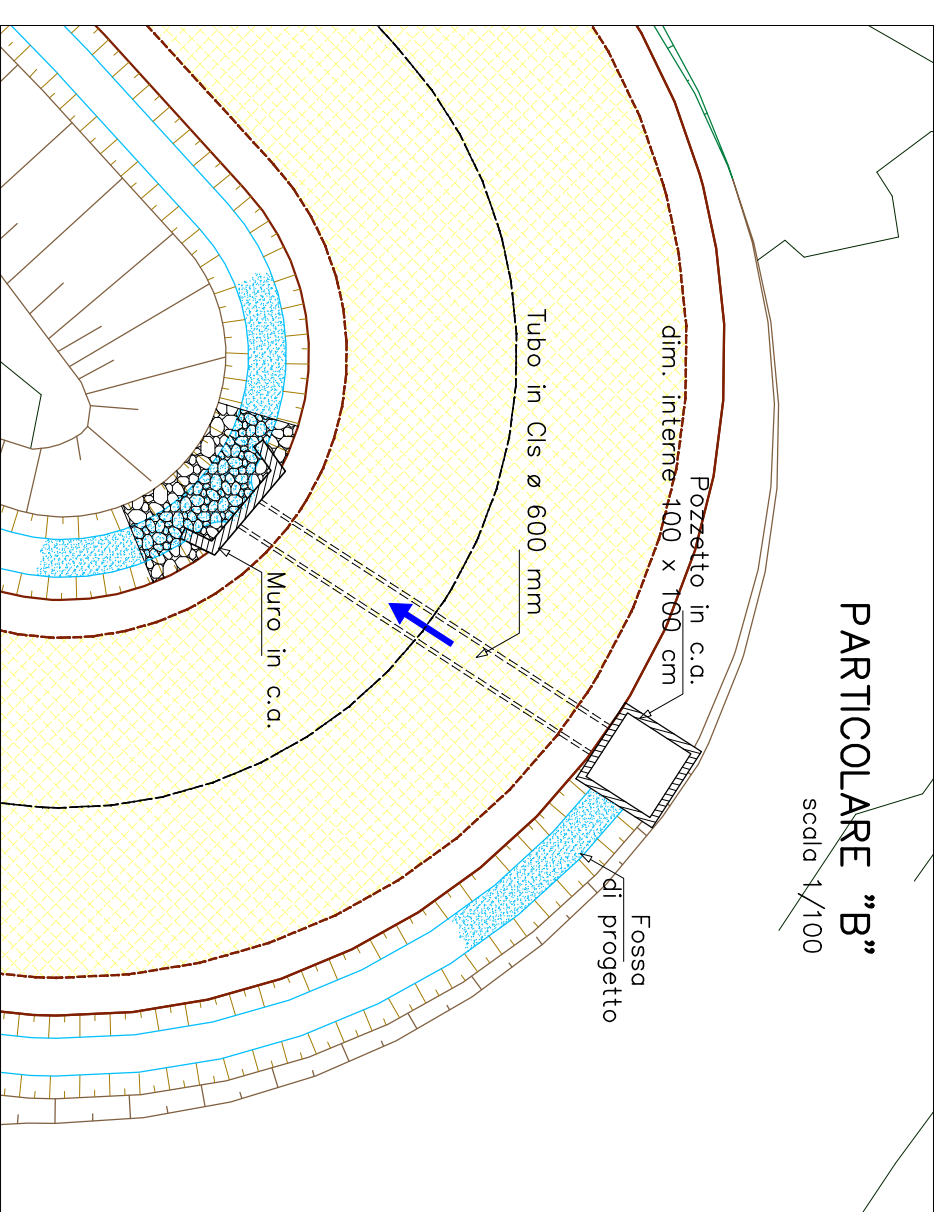 PARTICOLARE "B"
scala 1/100
Pozzetto in c.a.
dim. interne 100 x 100 cm
Fossa
di progetto
Tubo in Cls ø 600 mm
Muro in c.a.